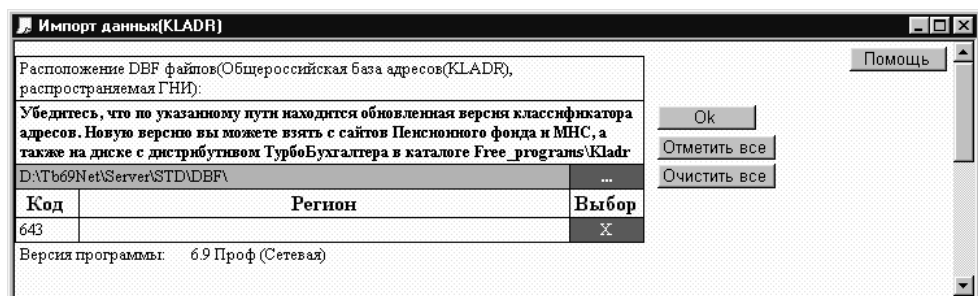 Импорт данных(KLADR)
Помощь
Расположение DBF файлов(Общероссийская база адресов(KLADR),
распространяемая ГНИ):
Убедитесь, что по указанному пути находится обновленная версия классификатора
адресов. Новую версию вы можете взять с сайтов Пенсионного фонда и МНС, а
также на диске с дистрибутивом ТурбоБухгалтера в каталоге Free_programs\Kladr
Ok
Отметить все
Очистить все
D:\Tb69Net\Server\STD\DBF\ ...
Код Регион Выбор
643 X
Версия программы: 6.9 Проф (Сетевая)